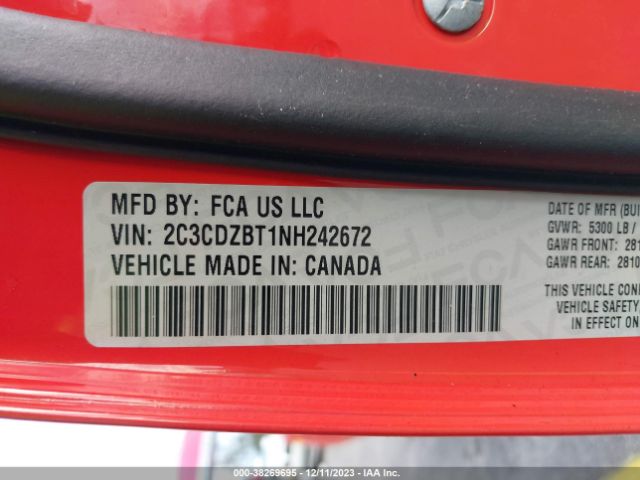 MFD BY: FCA US LLC
VIN: 2C3CDZBT1NH242672
VEHICLE MADE IN: CANADA
DATE OF MFR (BUI
GVWR: 5300 LB /
GAWR FRONT: 281
GAWR REAR: 2810
THIS VEHICLE CON
VEHICLE SAFETY,
IN EFFECT ON
000-38269695 - 12/11/2023 - IAA Inc.